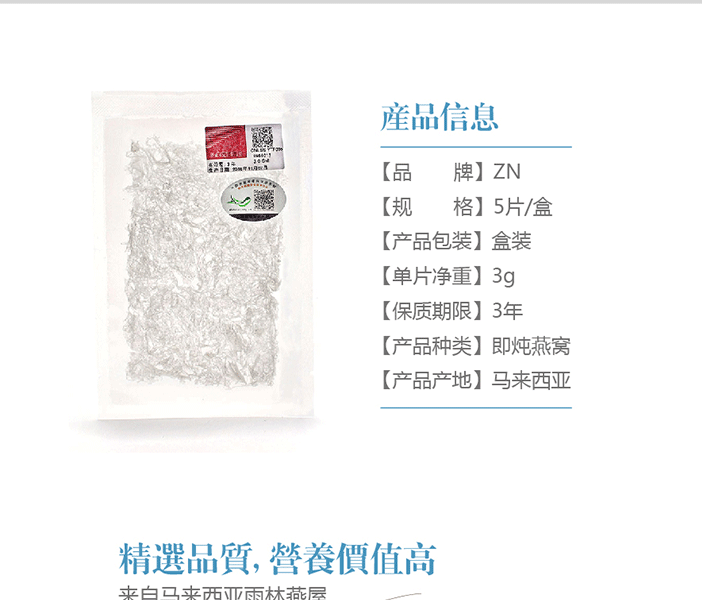 産品信息
【品 牌】ZN
【规 格】5片/盒
【产品包装】盒装
【单片净重】3g
【保质期限】3年
【产品种类】即炖燕窝
【产品产地】马来西亚
精選品質, 營養價值高
来自马来西亚雨林燕屋